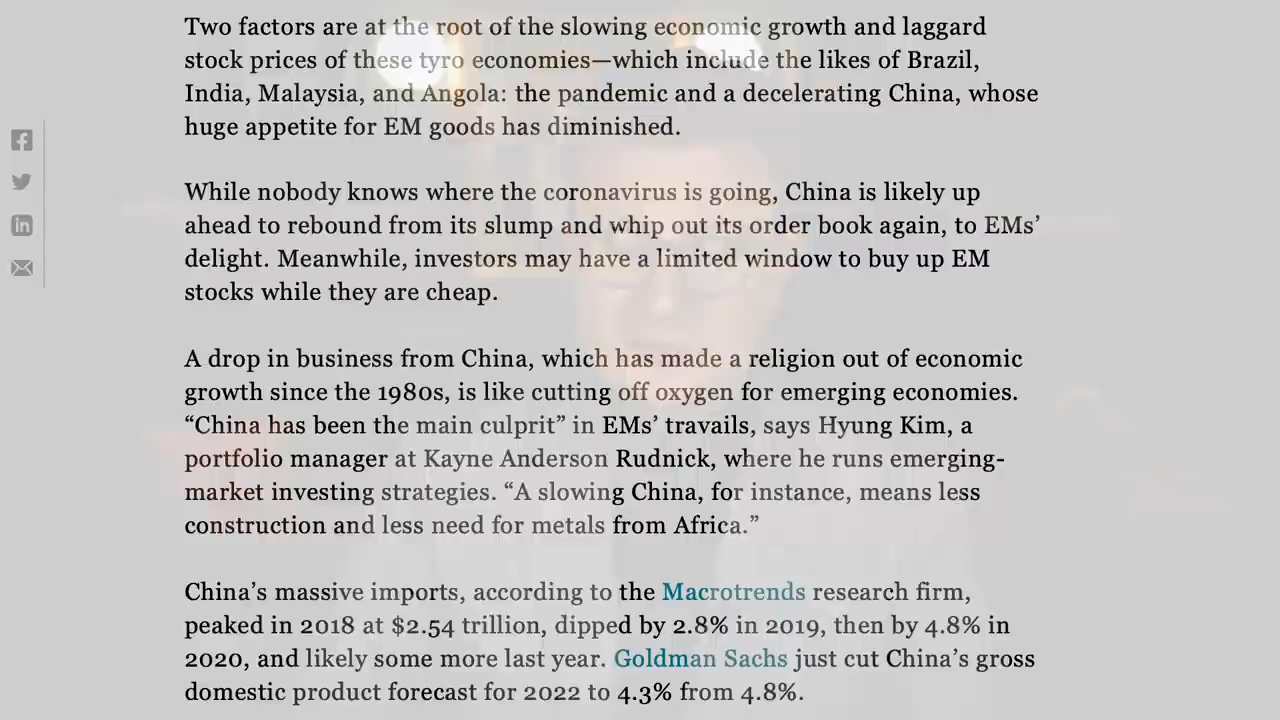 Two factors are at the root of the slowing economic growth and laggard
stock prices of these tyro economies—which include the likes of Brazil,
India, Malaysia, and Angola: the pandemic and a decelerating China, whose
huge appetite for EM goods has diminished.
While nobody knows where the coronavirus is going, China is likely up
ahead to rebound from its slump and whip out its order book again, to EMs’
delight. Meanwhile, investors may have a limited window to buy up EM
stocks while they are cheap.
A drop in business from China, which has made a religion out of economic
growth since the 1980s, is like cutting off oxygen for emerging economies.
“China has been the main culprit” in EMs’ travails, says Hyung Kim, a
portfolio manager at Kayne Anderson Rudnick, where he runs emerging-
market investing strategies. “A slowing China, for instance, means less
construction and less need for metals from Africa.”
China’s massive imports, according to the Macrotrends research firm,
peaked in 2018 at $2.54 trillion, dipped by 2.8% in 2019, then by 4.8% in
2020, and likely some more last year. Goldman Sachs just cut China’s gross
domestic product forecast for 2022 to 4.3% from 4.8%.